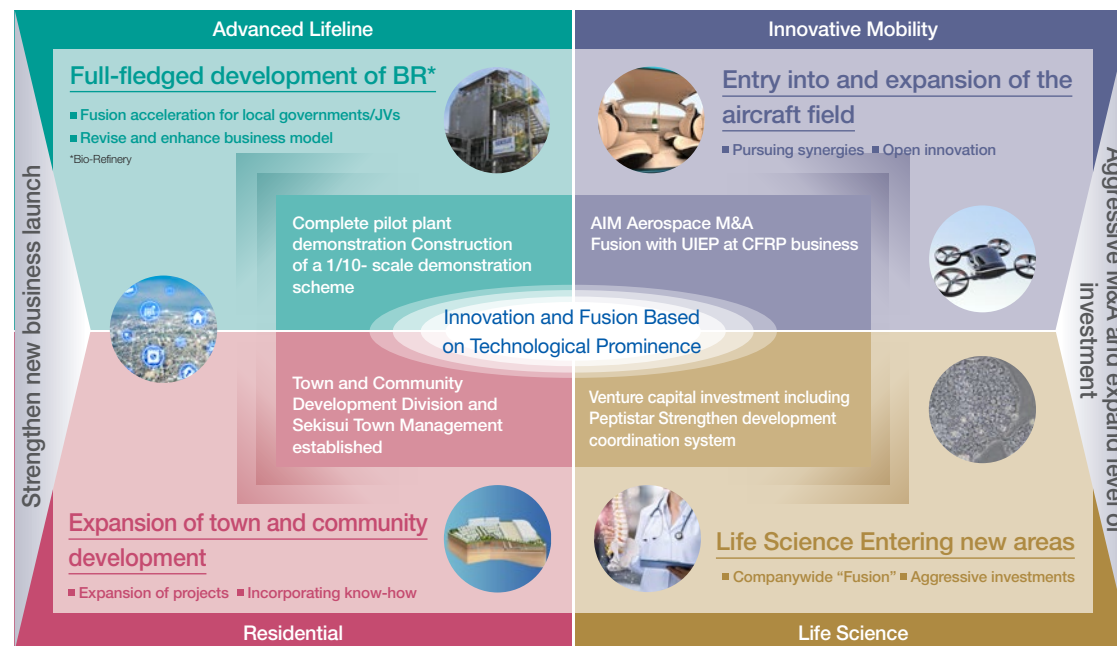 Advanced Lifeline
Innovative Mobility
Full-fledged development of BR*
■ Fusion acceleration for local governments/JVs
■ Revise and enhance business model
*Bio-Refinery
Entry into and expansion of the
aircraft field
■ Pursuing synergies ■ Open innovation
Strengthen new business launch
Aggressive M&A and expand level of
investment
Complete pilot plant
demonstration Construction
of a 1/10- scale demonstration
scheme
AIM Aerospace M&A
Fusion with UIEP at CFRP business
Innovation and Fusion Based
on Technological Prominence
Town and Community
Development Division and
Sekisui Town Management
established
Venture capital investment including
Peptistar Strengthen development
coordination system
Expansion of town and community
development
■ Expansion of projects ■ Incorporating know-how
Life Science Entering new areas
■ Companywide “Fusion” ■ Aggressive investments
Residential
Life Science